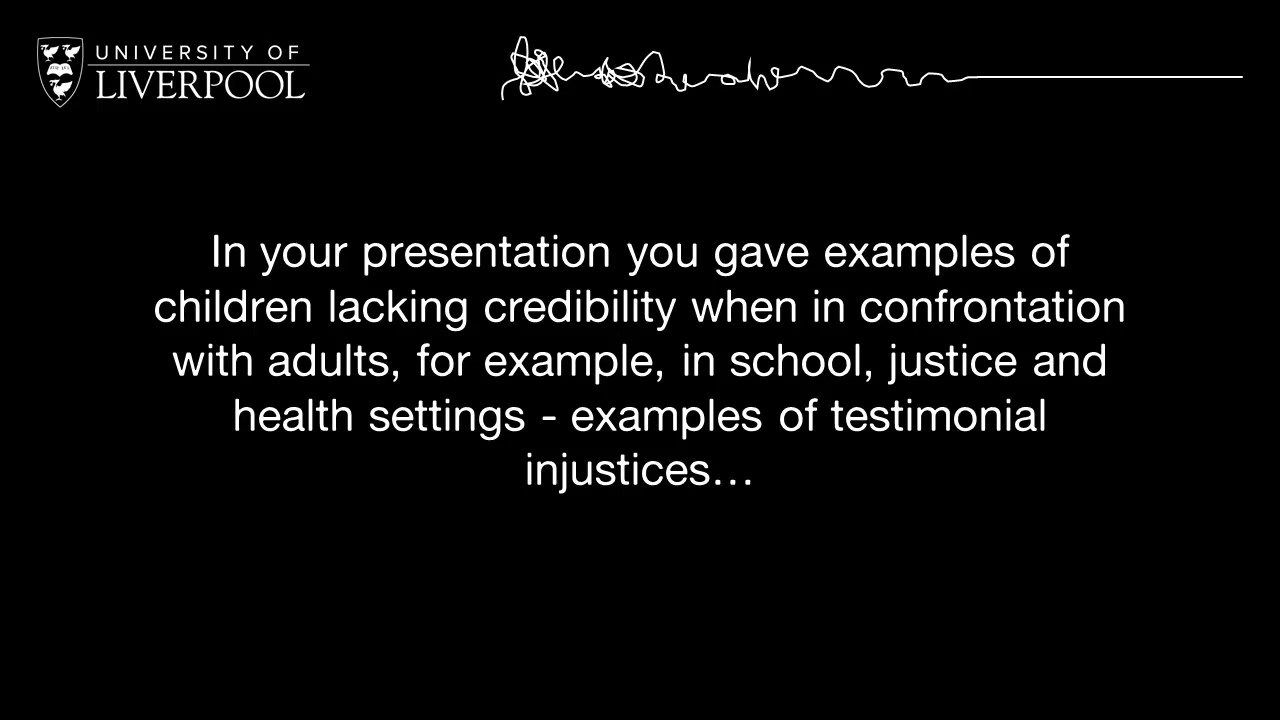 UNIVERSITY OF
LIVERPOOL
In your presentation you gave examples of
children lacking credibility when in confrontation
with adults, for example, in school, justice and
health settings - examples of testimonial
injustices…